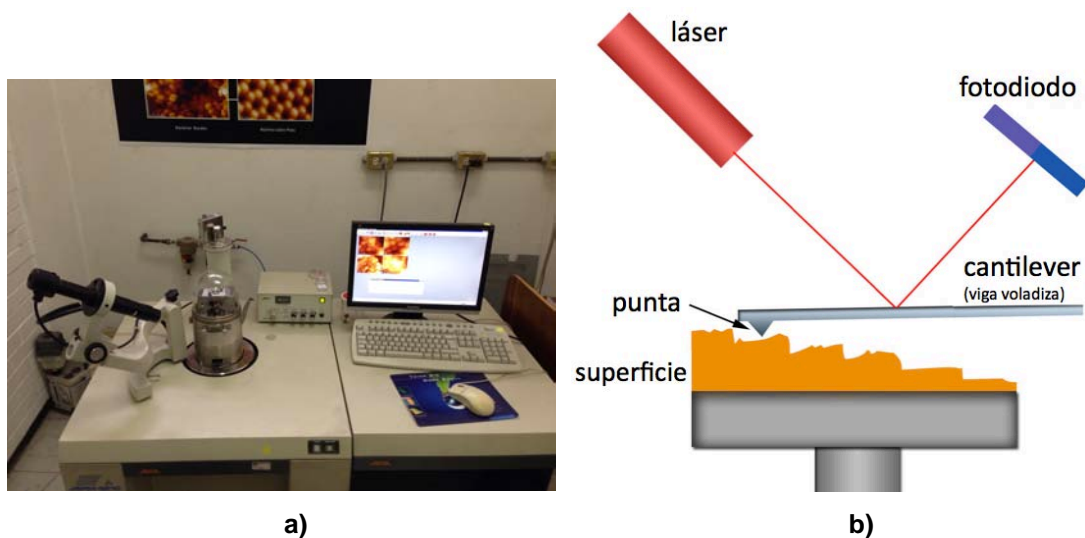 láser
fotodiodo
cantilever
(viga voladiza)
punta
superficie
a)
b)